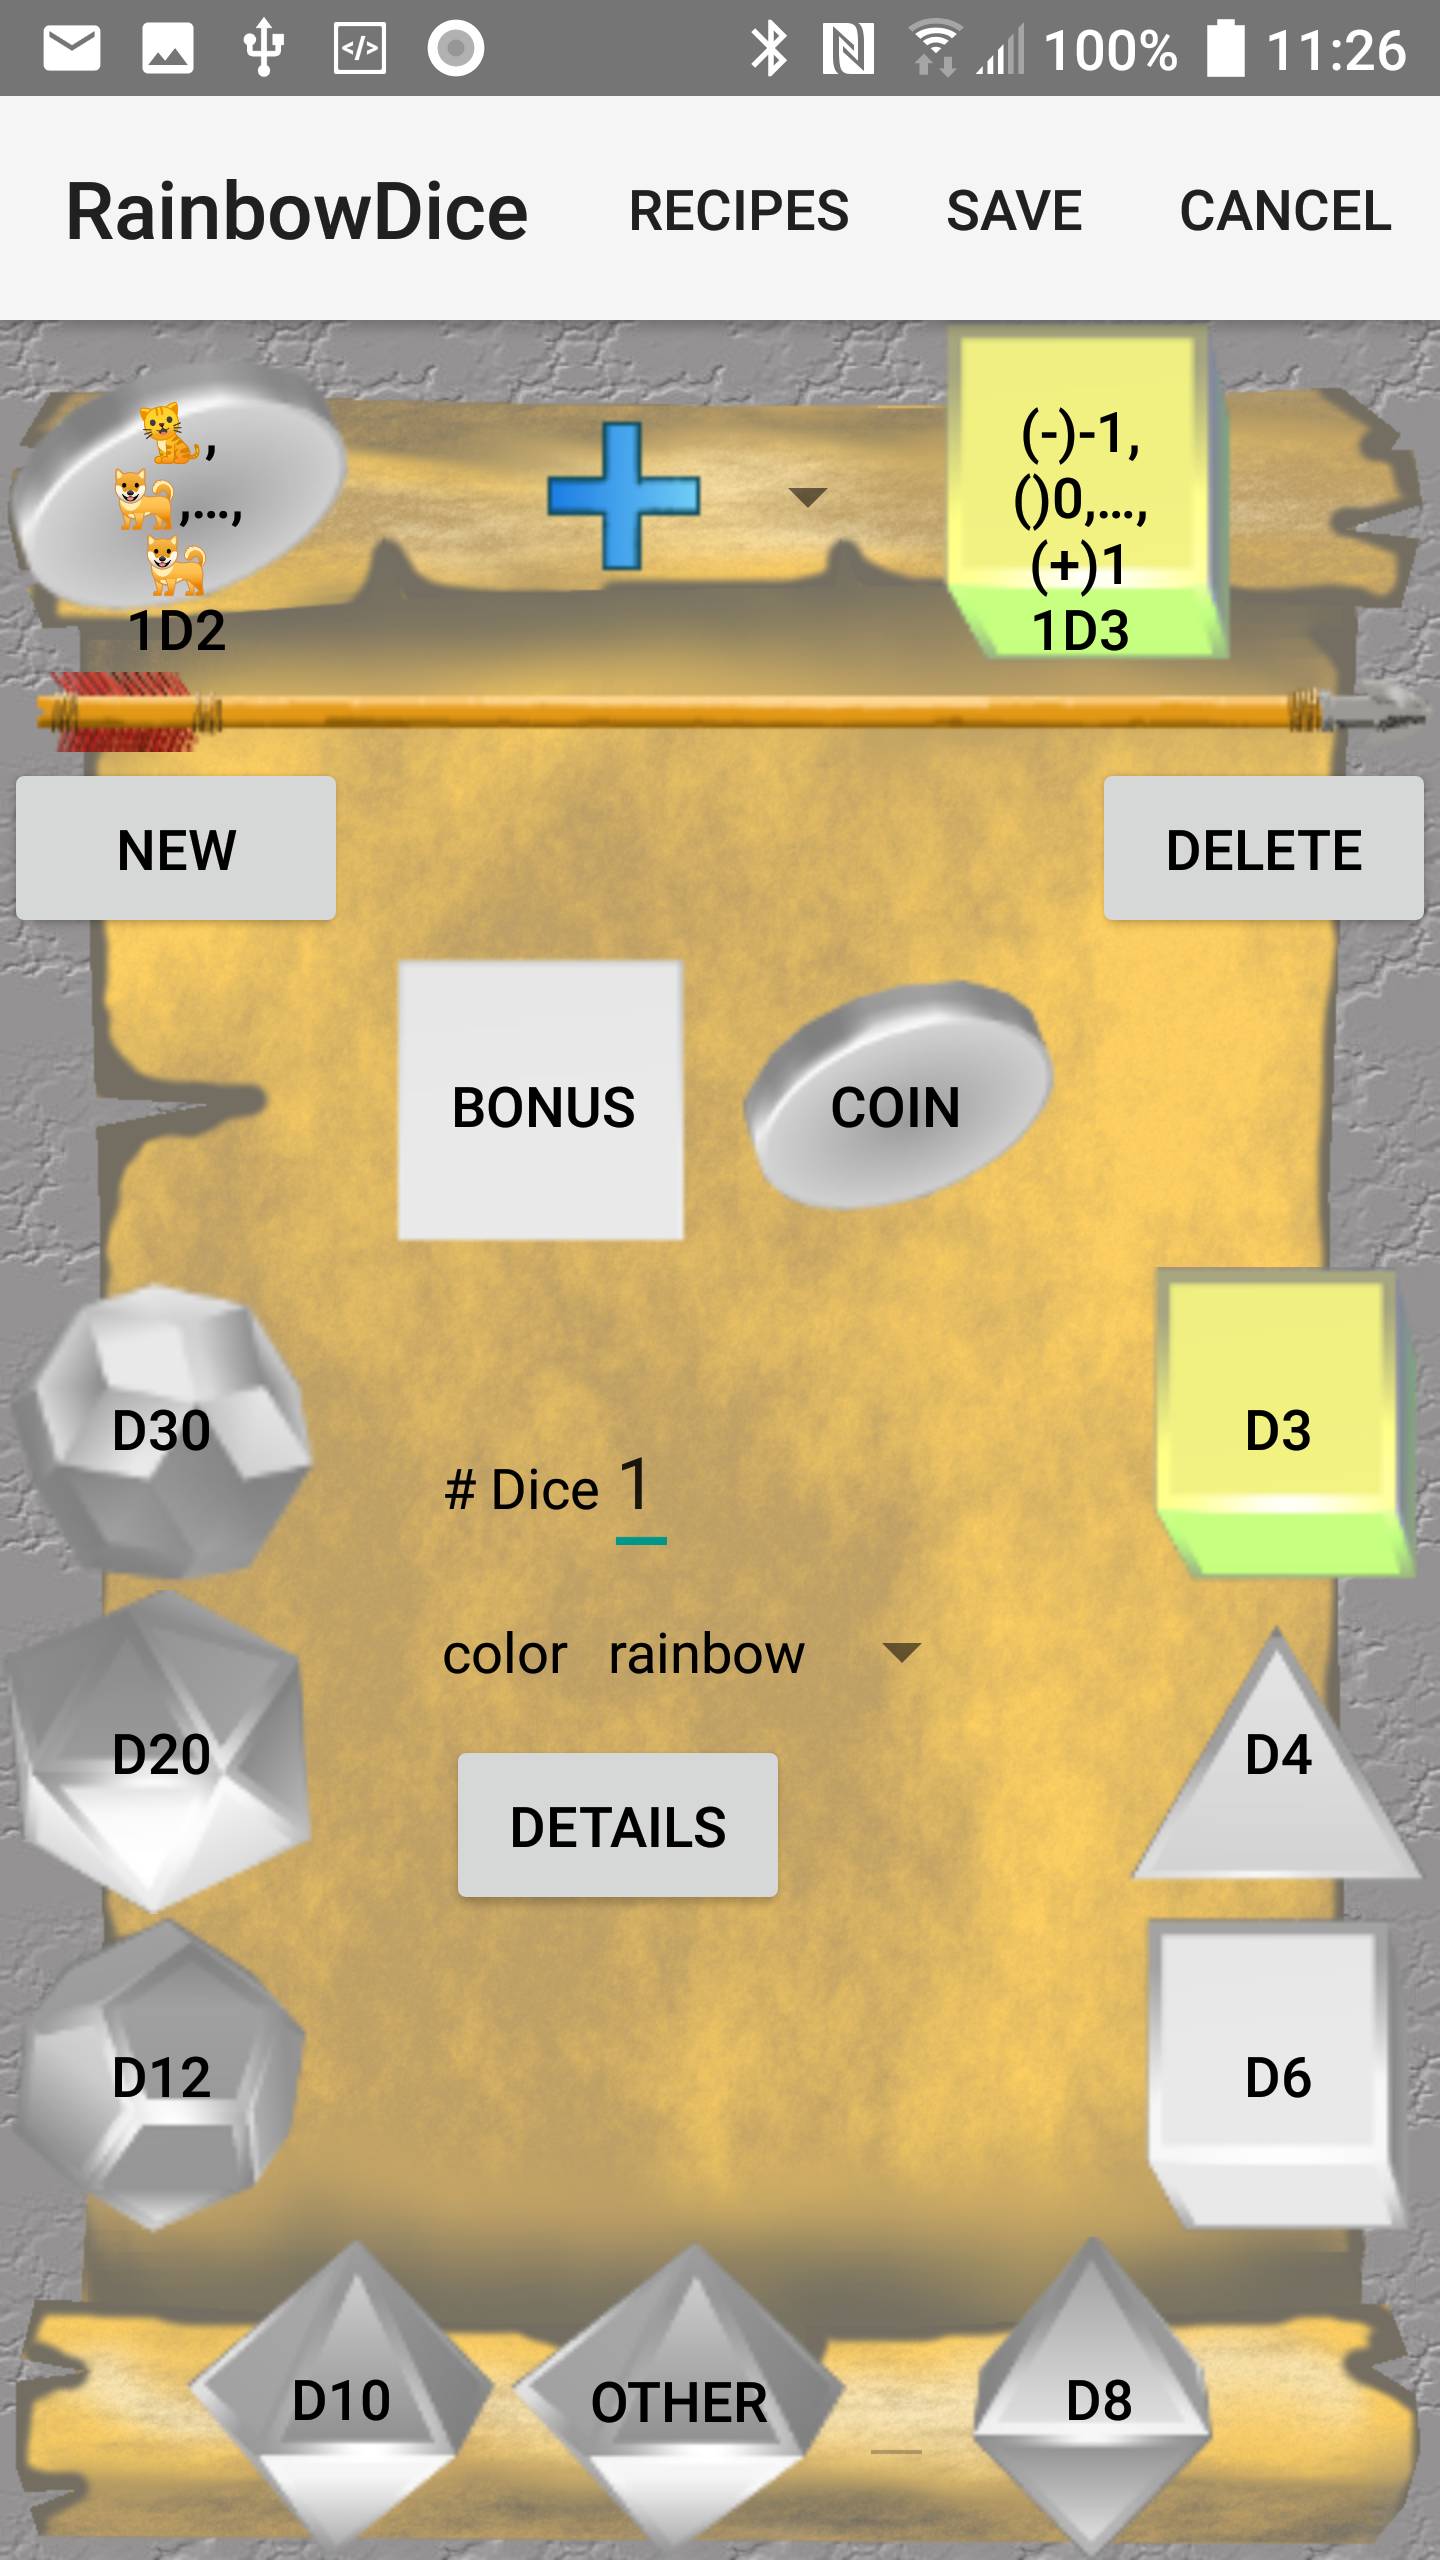 100% 11:26
RainbowDice RECIPES SAVE CANCEL
🐈,
🐕,...,
🐕
1D2
(-)-1,
()0,...,
(+)1
1D3
NEW DELETE
BONUS COIN
D30 D3
# Dice 1
color rainbow
D20 D4
DETAILS
D12 D6
D10 OTHER D8